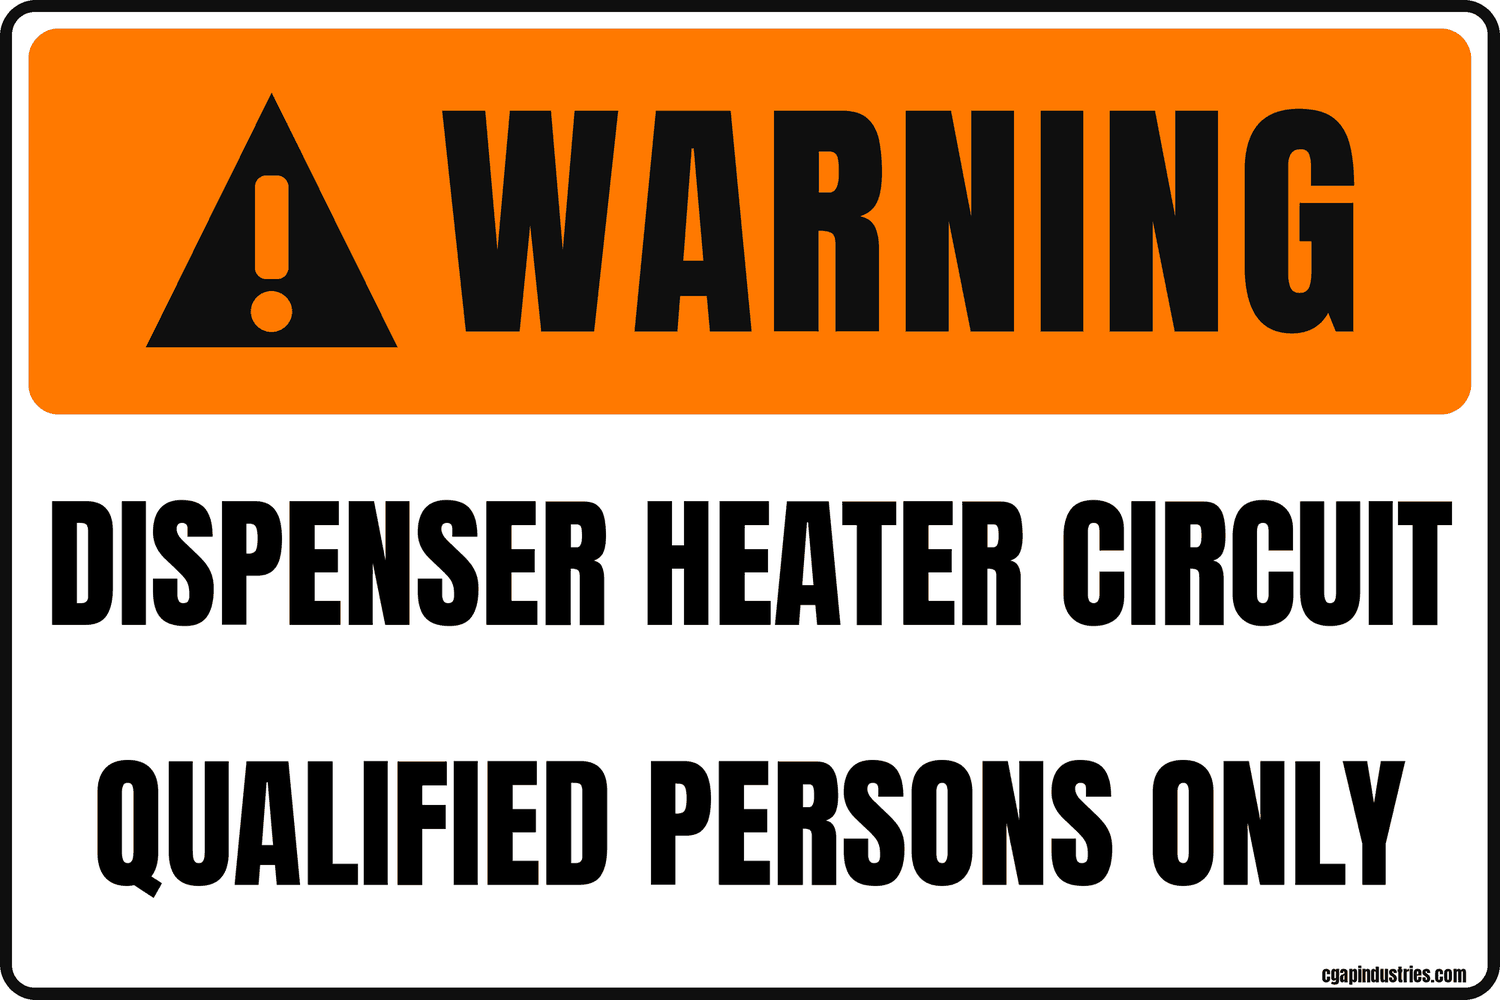 WARNING
DISPENSER HEATER CIRCUIT
QUALIFIED PERSONS ONLY
cgapindustries.com